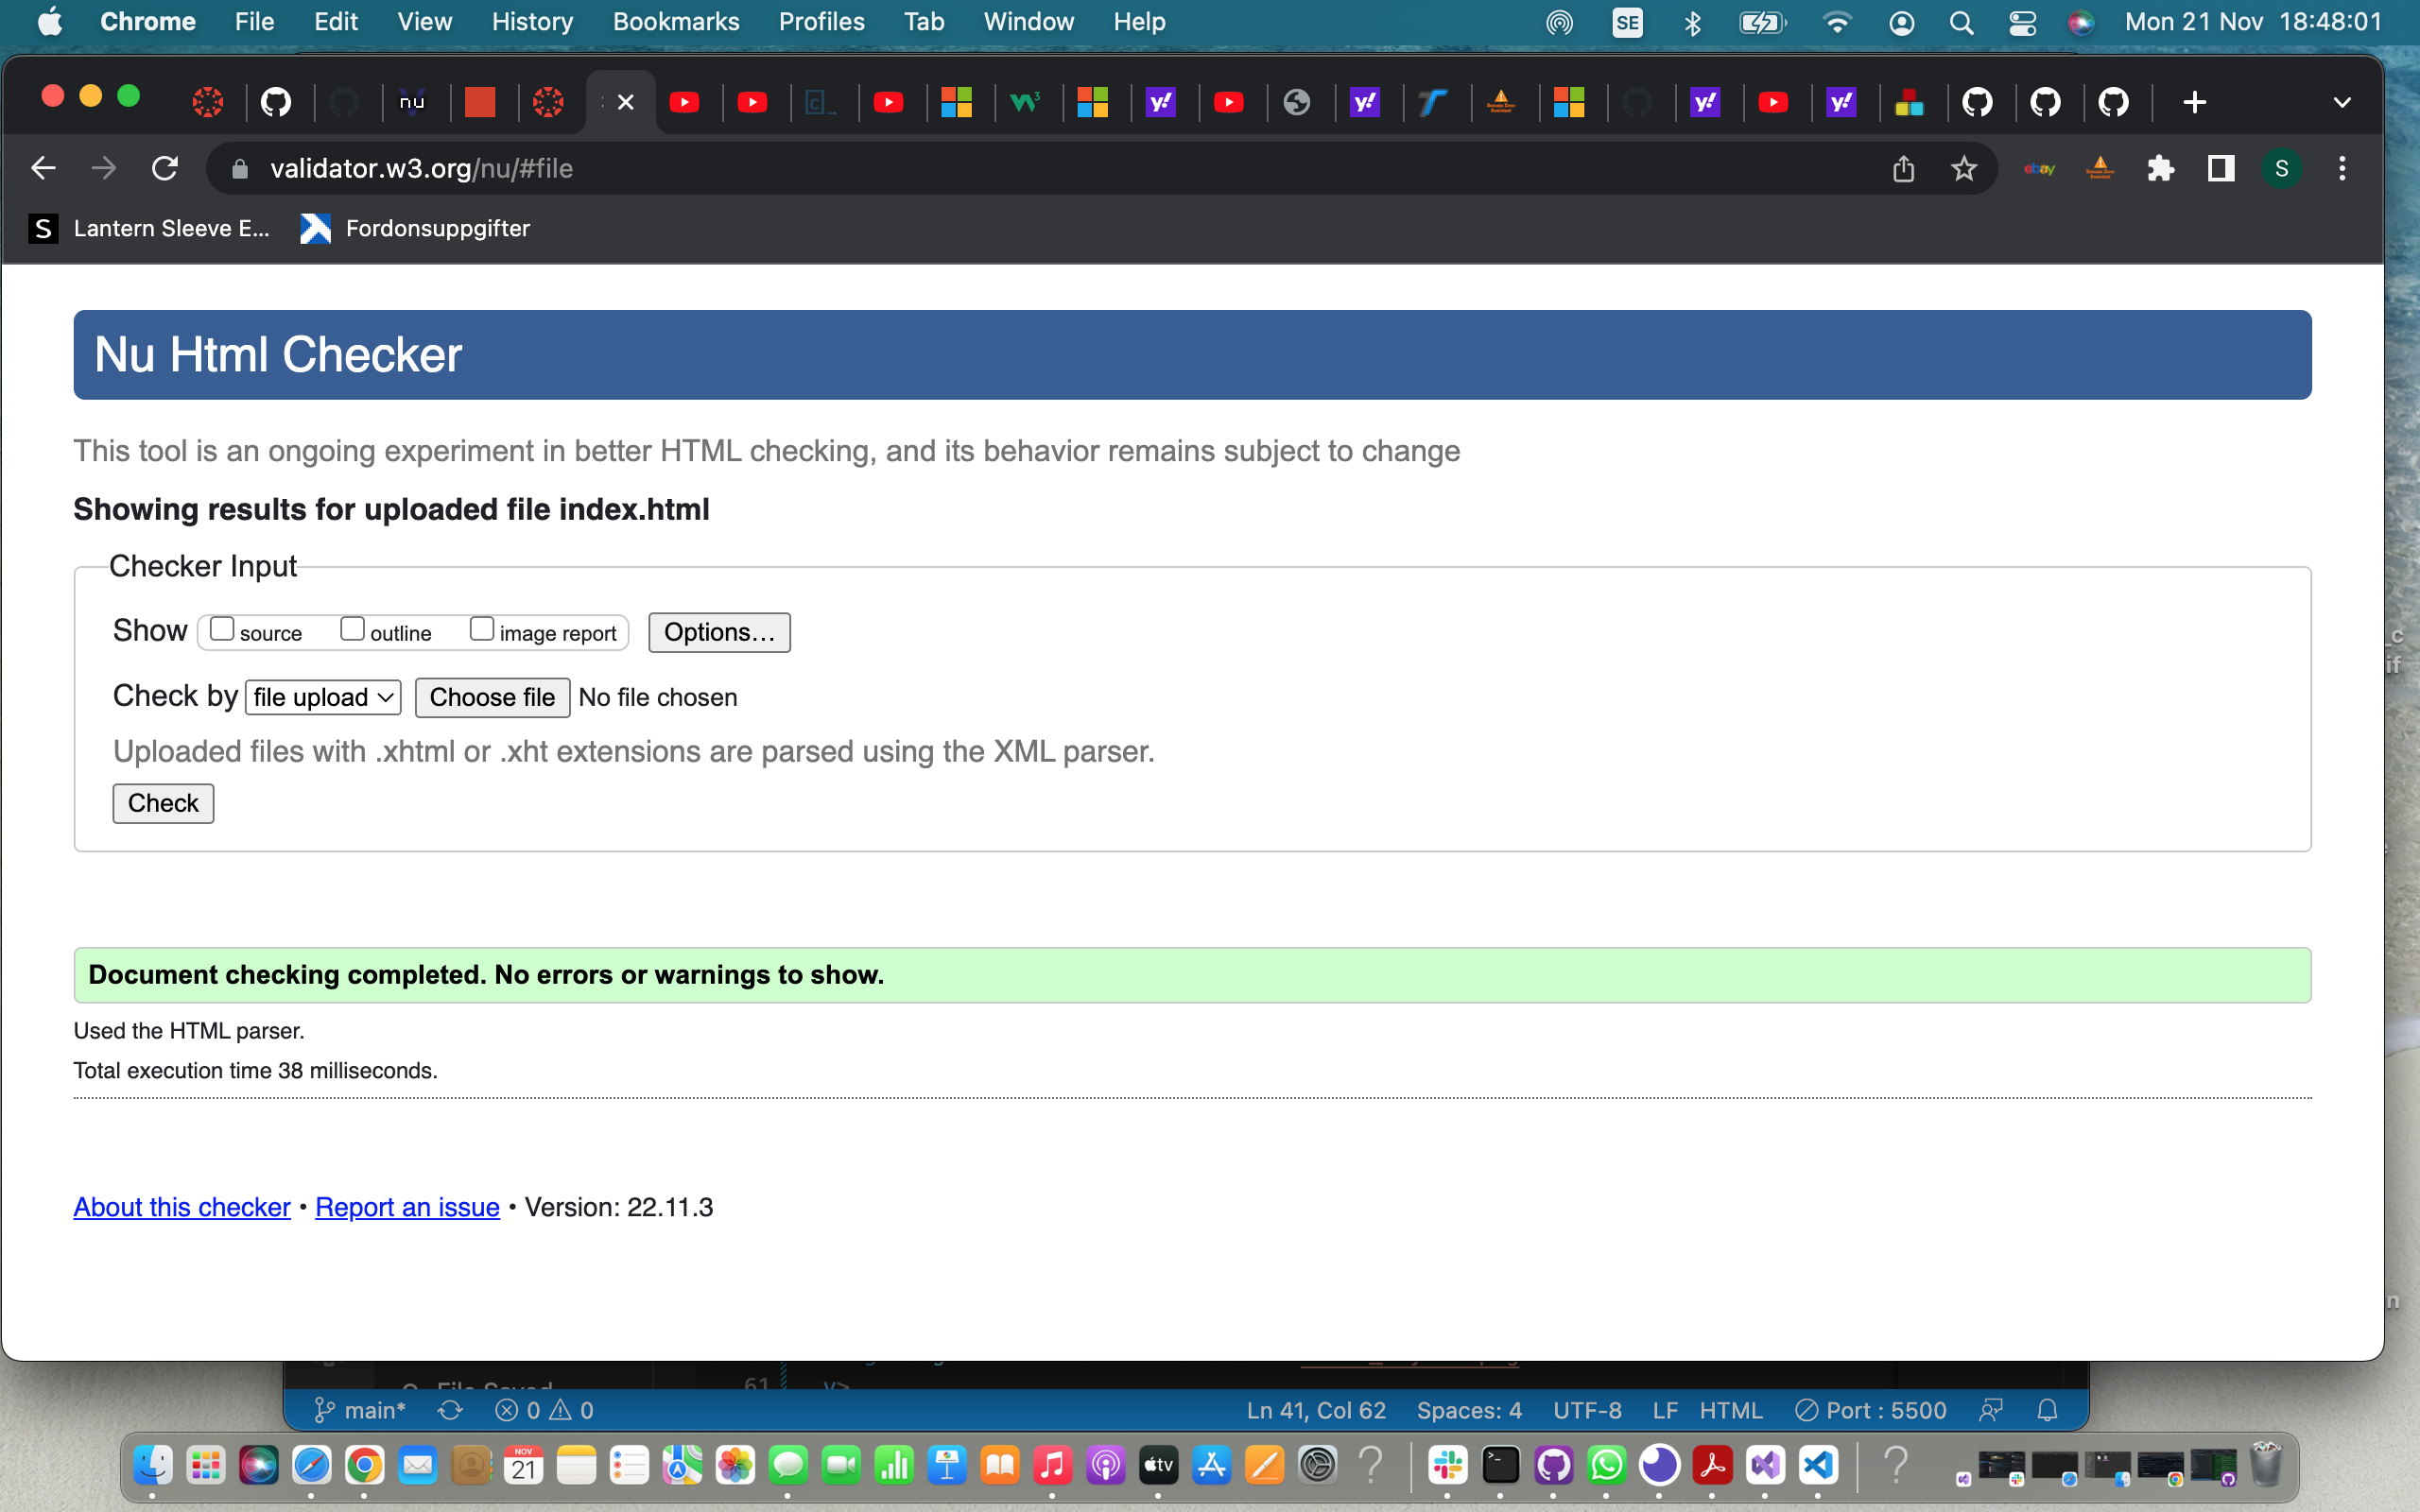 Chrome File Edit View History Bookmarks Profiles Tab Window Help SE Mon 21 Nov 18:48:01
validator.w3.org/nu/#file
S Lantern Sleeve E... Fordonsuppgifter
Nu Html Checker
This tool is an ongoing experiment in better HTML checking, and its behavior remains subject to change
Showing results for uploaded file index.html
Checker Input
Show source outline image report Options...
Check by file upload Choose file No file chosen
Uploaded files with .xhtml or .xht extensions are parsed using the XML parser.
Check
Document checking completed. No errors or warnings to show.
Used the HTML parser.
Total execution time 38 milliseconds.
About this checker • Report an issue • Version: 22.11.3
main* 0 0 Ln 41, Col 62 Spaces: 4 UTF-8 LF HTML Port : 5500
NOV
21
tv